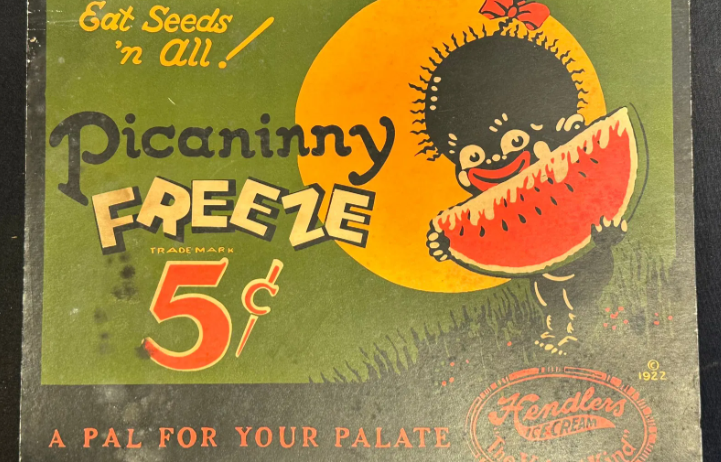 Eat Seeds
'n all!
Picaninny
FREEZE
TRADE MARK
5¢
©
1922
Hendlers
ICE CREAM
A PAL FOR YOUR PALATE